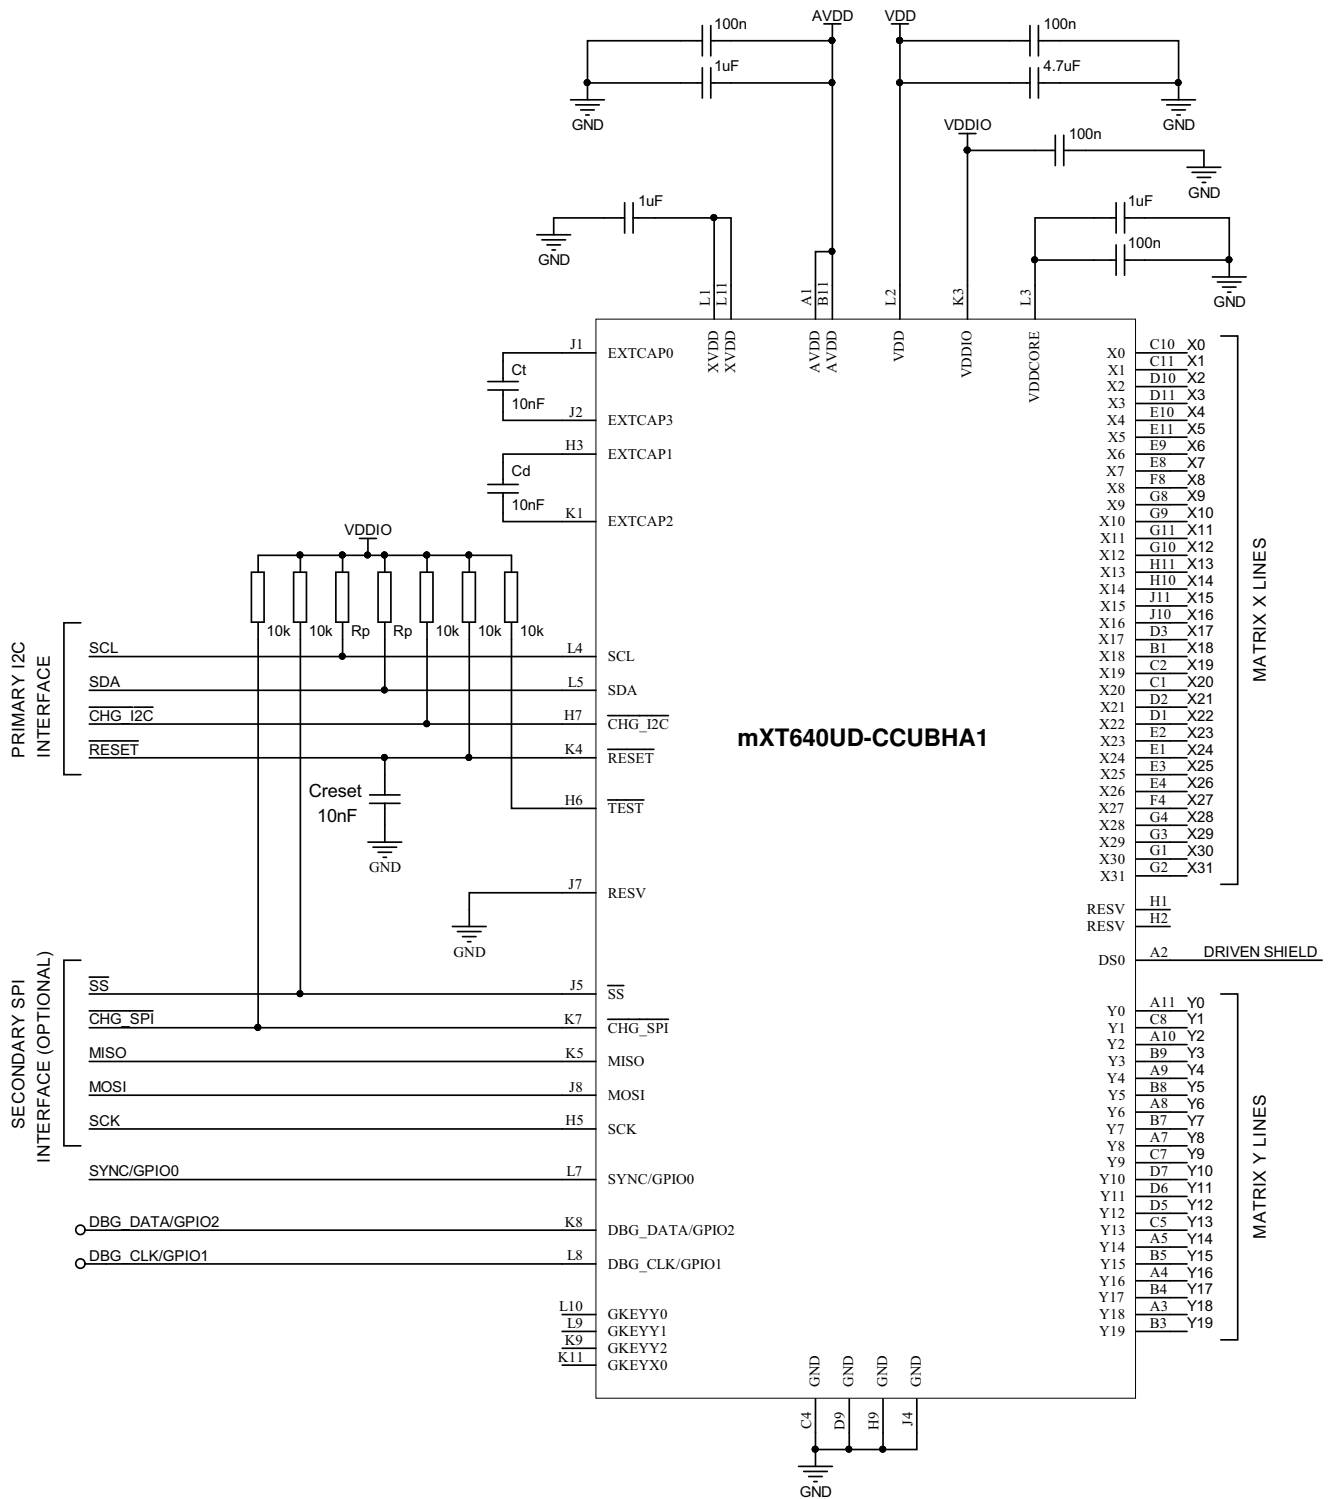 AVDD VDD
100n 100n
1uF 4.7uF
GND GND
VDDIO 100n
GND
1uF 1uF
GND 100n
GND
L1 L11 A1 B11 L2 K3 L3
XVDD XVDD AVDD AVDD VDD VDDIO VDDCORE
J1 EXTCAP0
Ct
10nF
J2 EXTCAP3
H3 EXTCAP1
Cd
10nF
K1 EXTCAP2
VDDIO
10k 10k Rp Rp 10k 10k 10k
PRIMARY I2C
INTERFACE
SCL L4 SCL
SDA L5 SDA
CHG_I2C H7 CHG_I2C
RESET K4 RESET
Creset
10nF
GND
H6 TEST
J7 RESV
GND
SECONDARY SPI
INTERFACE (OPTIONAL)
SS J5 SS
CHG_SPI K7 CHG_SPI
MISO K5 MISO
MOSI J8 MOSI
SCK H5 SCK
SYNC/GPIO0 L7 SYNC/GPIO0
DBG_DATA/GPIO2 K8 DBG_DATA/GPIO2
DBG_CLK/GPIO1 L8 DBG_CLK/GPIO1
L10 GKEYY0
L9 GKEYY1
K9 GKEYY2
K11 GKEYX0
mXT640UD-CCUBHA1
X0 C10 X0
X1 C11 X1
X2 D10 X2
X3 D11 X3
X4 E10 X4
X5 E11 X5
X6 E9 X6
X7 E8 X7
X8 F8 X8
X9 G8 X9
X10 G9 X10
X11 G11 X11
X12 G10 X12
X13 H11 X13
X14 H10 X14
X15 J11 X15
X16 J10 X16
X17 D3 X17
X18 B1 X18
X19 C2 X19
X20 C1 X20
X21 D2 X21
X22 D1 X22
X23 E2 X23
X24 E1 X24
X25 E3 X25
X26 E4 X26
X27 F4 X27
X28 G4 X28
X29 G3 X29
X30 G1 X30
X31 G2 X31
MATRIX X LINES
RESV H1
RESV H2
DS0 A2 DRIVEN SHIELD
Y0 A11 Y0
Y1 C8 Y1
Y2 A10 Y2
Y3 B9 Y3
Y4 A9 Y4
Y5 B8 Y5
Y6 A8 Y6
Y7 B7 Y7
Y8 A7 Y8
Y9 C7 Y9
Y10 D7 Y10
Y11 D6 Y11
Y12 D5 Y12
Y13 C5 Y13
Y14 A5 Y14
Y15 B5 Y15
Y16 A4 Y16
Y17 B4 Y17
Y18 A3 Y18
Y19 B3 Y19
MATRIX Y LINES
GND GND GND GND
C4 D9 H9 J4
GND